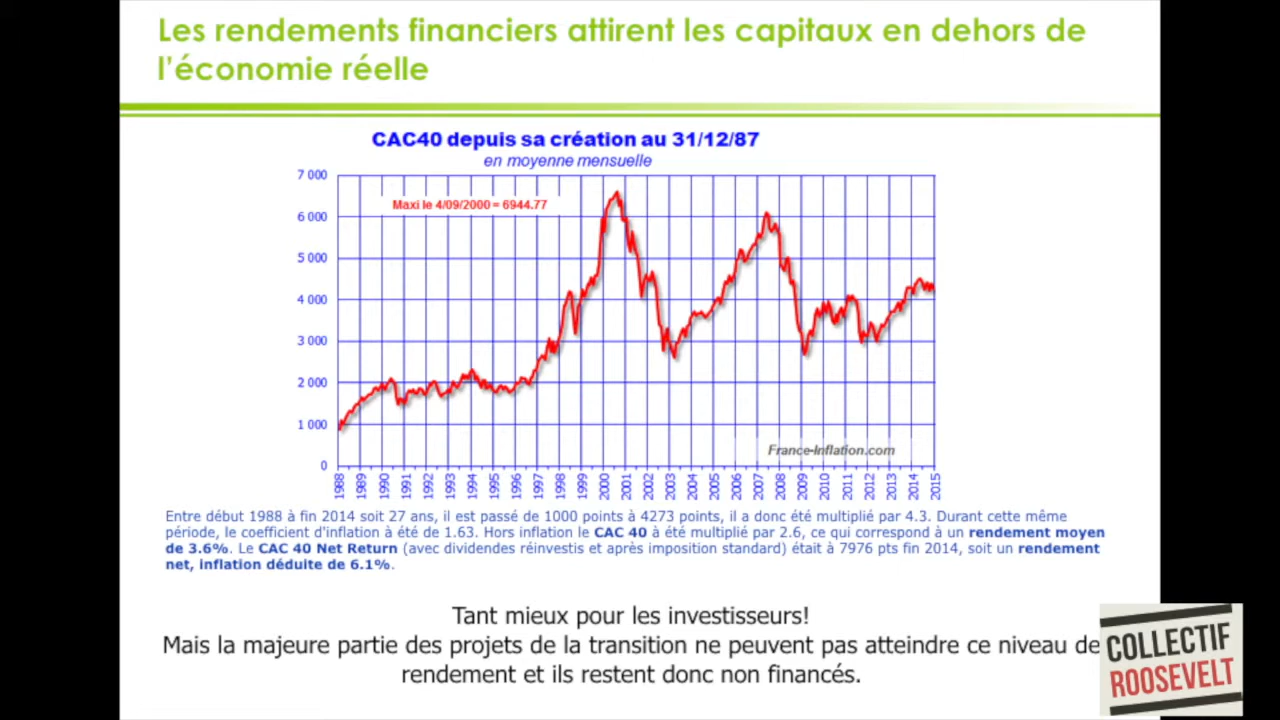 Les rendements financiers attirent les capitaux en dehors de
l'économie réelle
CAC40 depuis sa création au 31/12/87
en moyenne mensuelle
7 000
Maxi le 4/09/2000 = 6944.77
6 000
5 000
4 000
3 000
2 000
1 000
France-Inflation.com
0
1988 1989 1990 1991 1992 1993 1994 1995 1996 1997 1998 1999 2000 2001 2002 2003 2004 2005 2006 2007 2008 2009 2010 2011 2012 2013 2014 2015
Entre début 1988 à fin 2014 soit 27 ans, il est passé de 1000 points à 4273 points, il a donc été multiplié par 4.3. Durant cette même
période, le coefficient d'inflation à été de 1.63. Hors inflation le CAC 40 à été multiplié par 2.6, ce qui correspond à un rendement moyen
de 3.6%. Le CAC 40 Net Return (avec dividendes réinvestis et après imposition standard) était à 7976 pts fin 2014, soit un rendement
net, inflation déduite de 6.1%.
Tant mieux pour les investisseurs!
Mais la majeure partie des projets de la transition ne peuvent pas atteindre ce niveau de
rendement et ils restent donc non financés.
COLLECTIF
ROOSEVELT